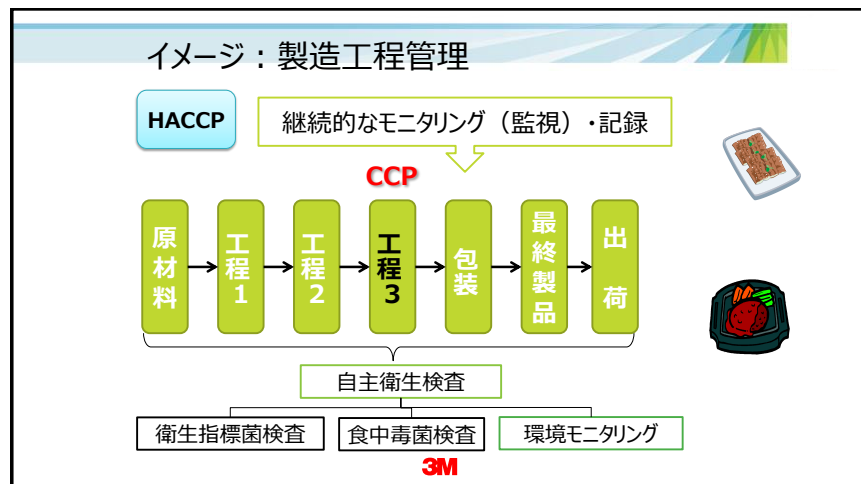 イメージ：製造工程管理
HACCP
継続的なモニタリング（監視）・記録
CCP
原材料
工程1
工程2
工程3
包装
最終製品
出荷
自主衛生検査
衛生指標菌検査
食中毒菌検査
環境モニタリング
3M